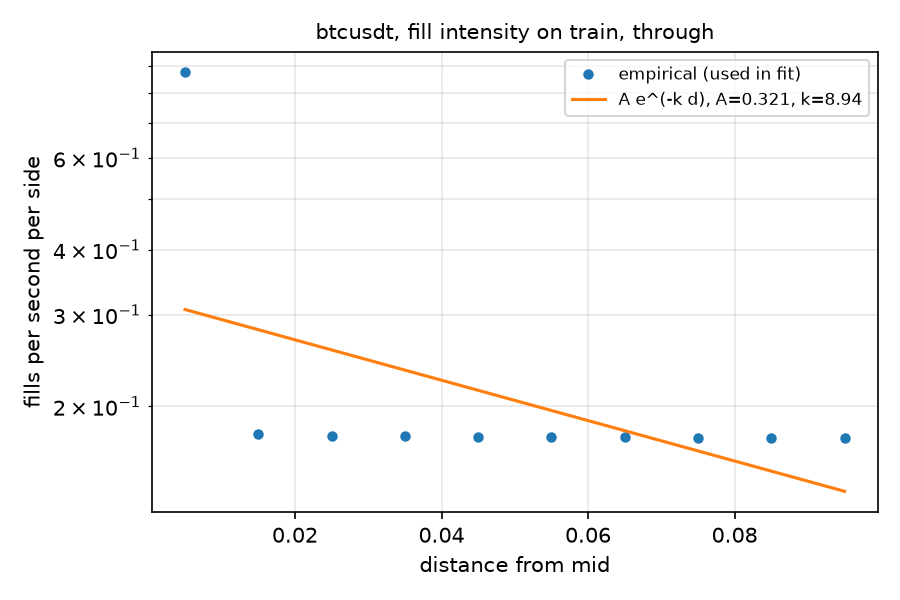 btcusdt, fill intensity on train, through
empirical (used in fit)
A e^(-k d), A=0.321, k=8.94
fills per second per side
6 × 10⁻¹
4 × 10⁻¹
3 × 10⁻¹
2 × 10⁻¹
0.02 0.04 0.06 0.08
distance from mid